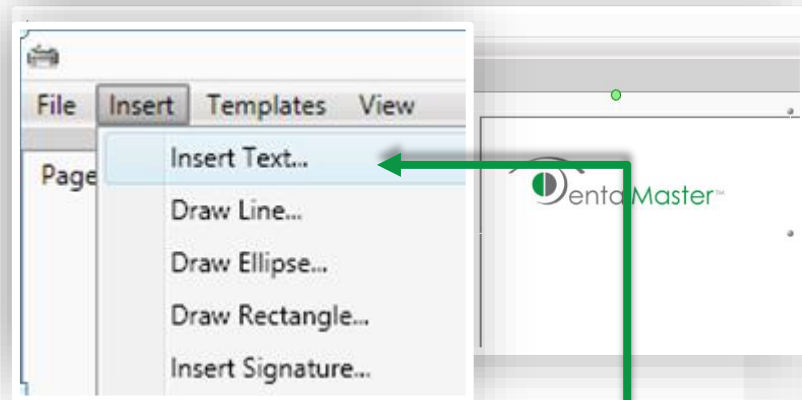 File Insert Templates View
Page
Insert Text...
Draw Line...
Draw Ellipse...
Draw Rectangle...
Insert Signature...
DentaMaster™